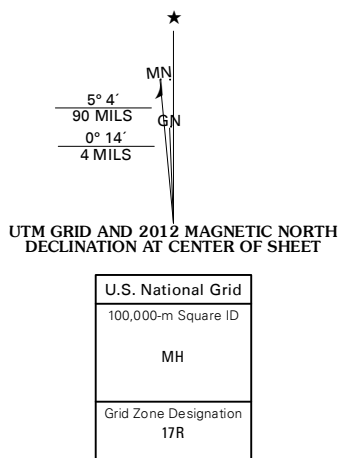 ★
MN
5° 4´
90 MILS
GN
0° 14´
4 MILS
UTM GRID AND 2012 MAGNETIC NORTH
DECLINATION AT CENTER OF SHEET
U.S. National Grid
100,000-m Square ID
MH
Grid Zone Designation
17R